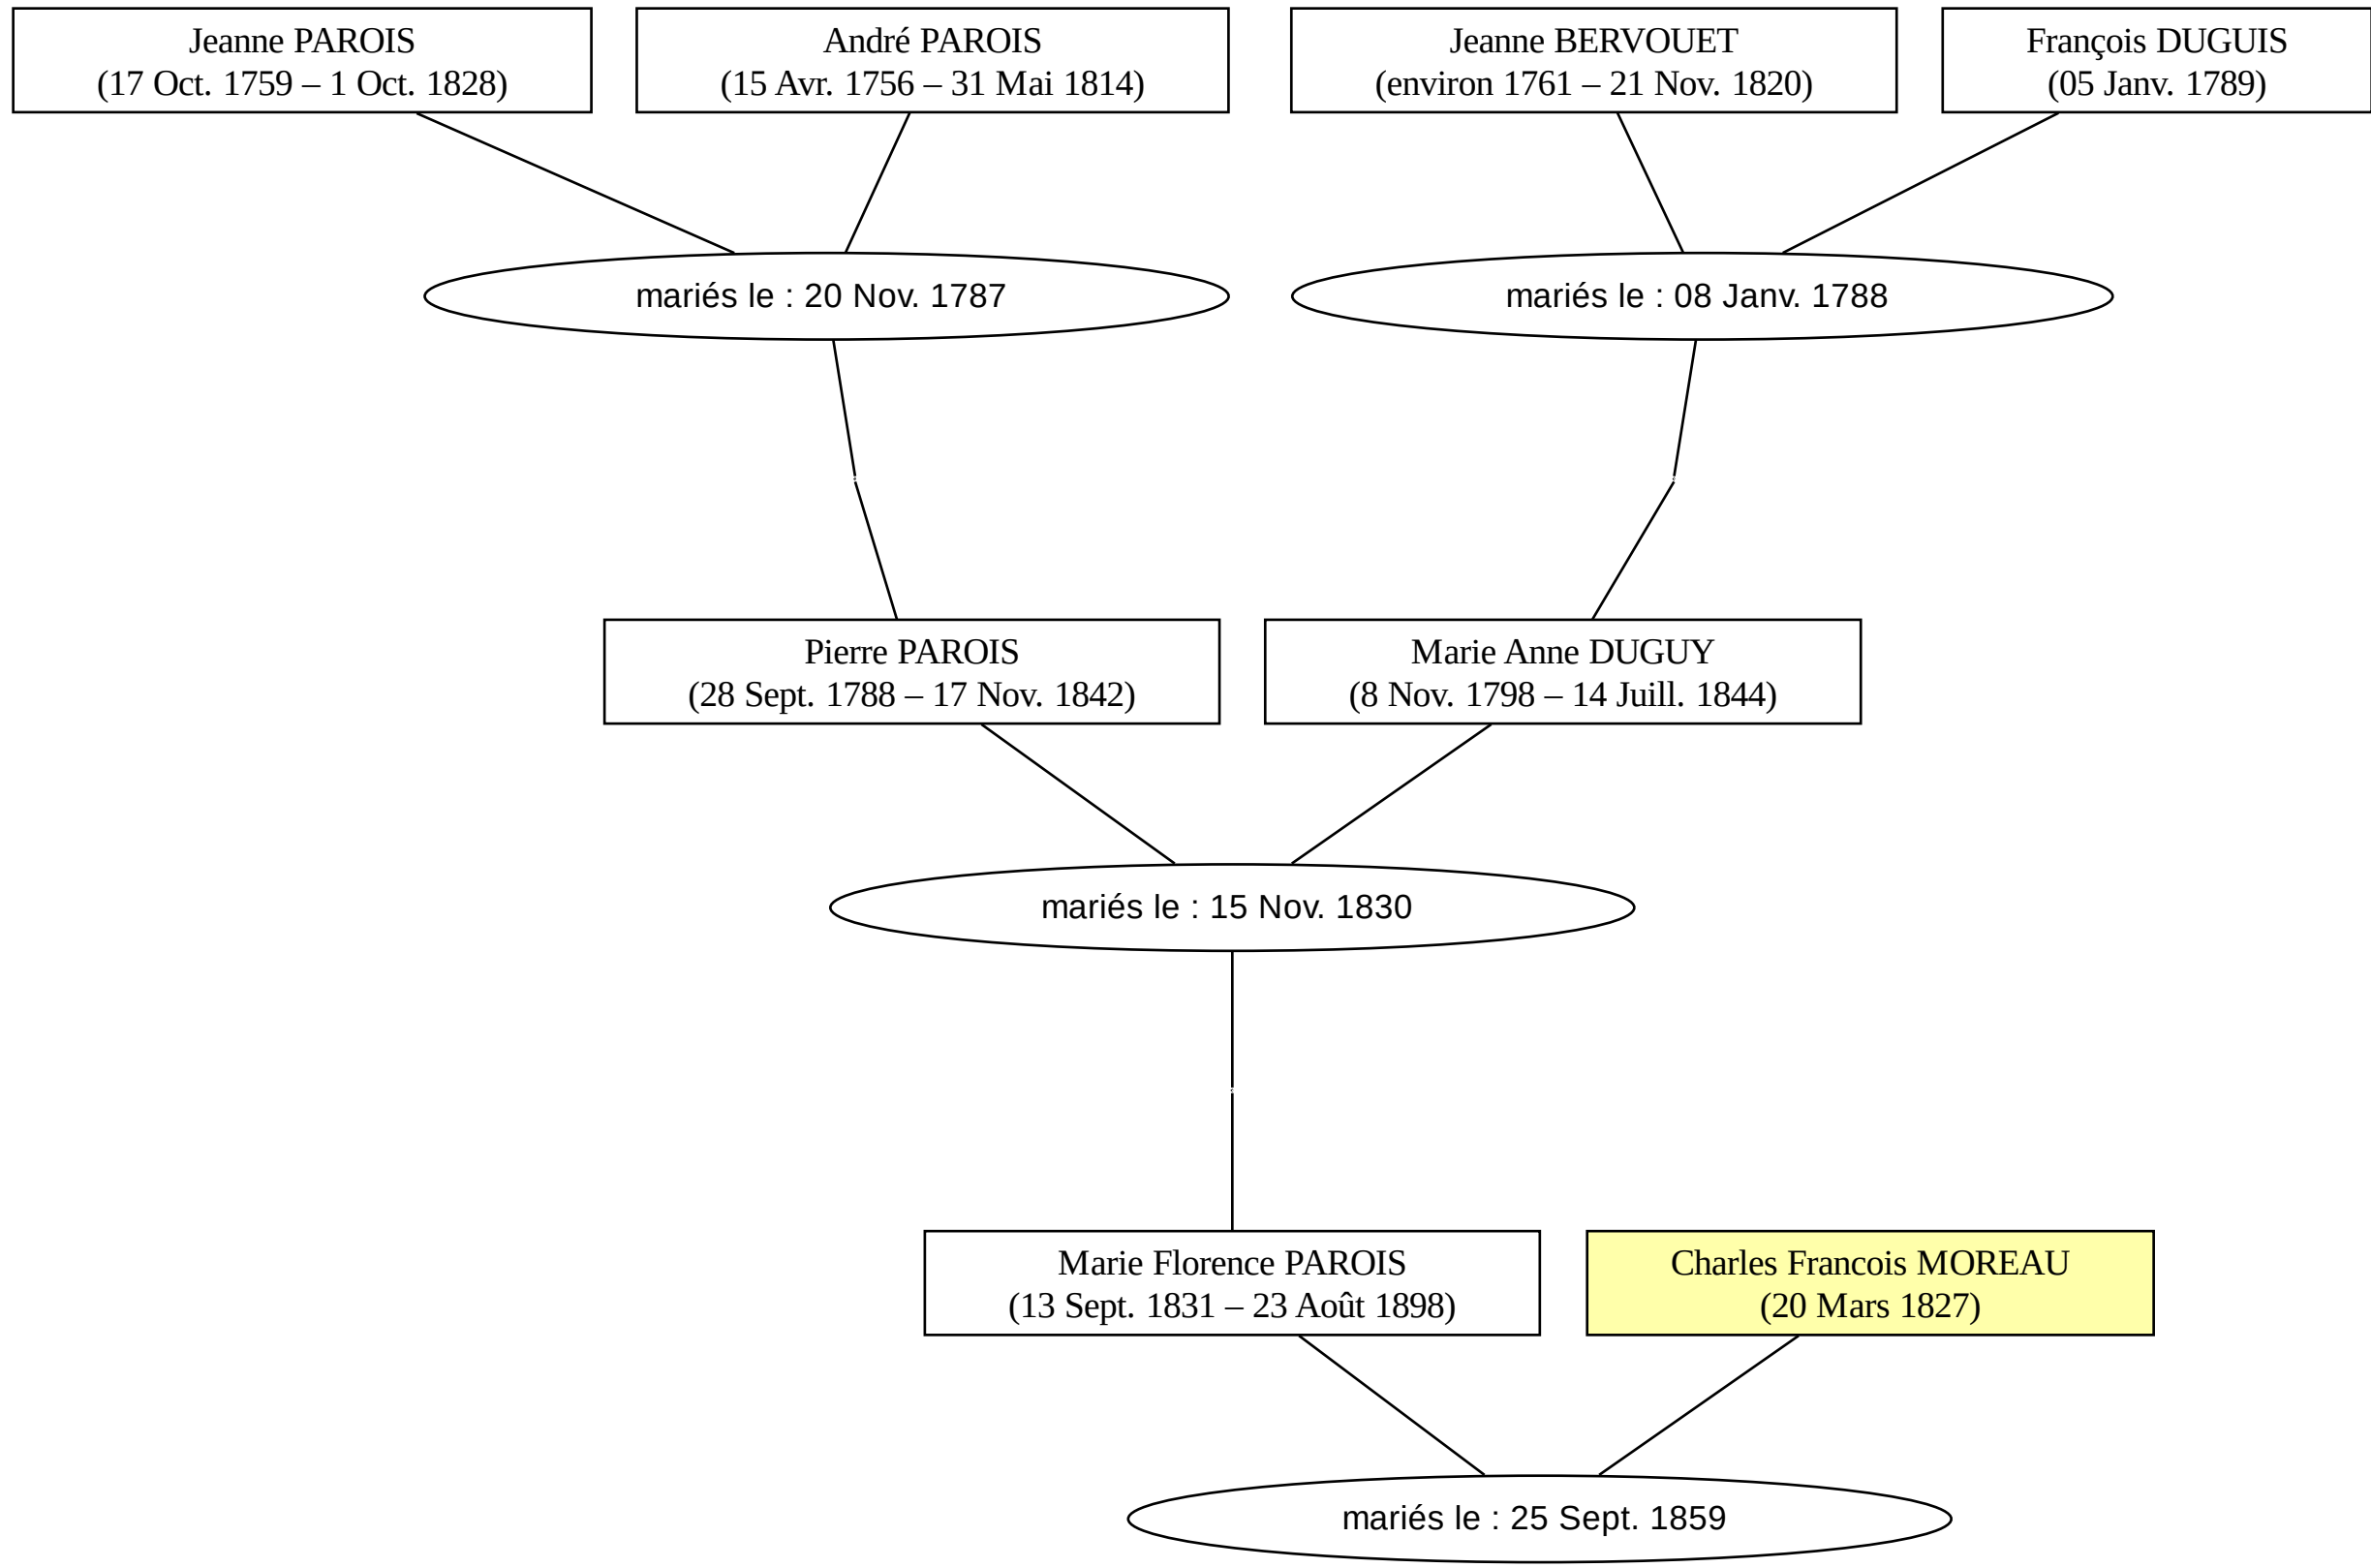 Jeanne PAROIS
(17 Oct. 1759 – 1 Oct. 1828)
André PAROIS
(15 Avr. 1756 – 31 Mai 1814)
Jeanne BERVOUET
(environ 1761 – 21 Nov. 1820)
François DUGUIS
(05 Janv. 1789)
mariés le : 20 Nov. 1787
mariés le : 08 Janv. 1788
Pierre PAROIS
(28 Sept. 1788 – 17 Nov. 1842)
Marie Anne DUGUY
(8 Nov. 1798 – 14 Juill. 1844)
mariés le : 15 Nov. 1830
Marie Florence PAROIS
(13 Sept. 1831 – 23 Août 1898)
Charles Francois MOREAU
(20 Mars 1827)
mariés le : 25 Sept. 1859